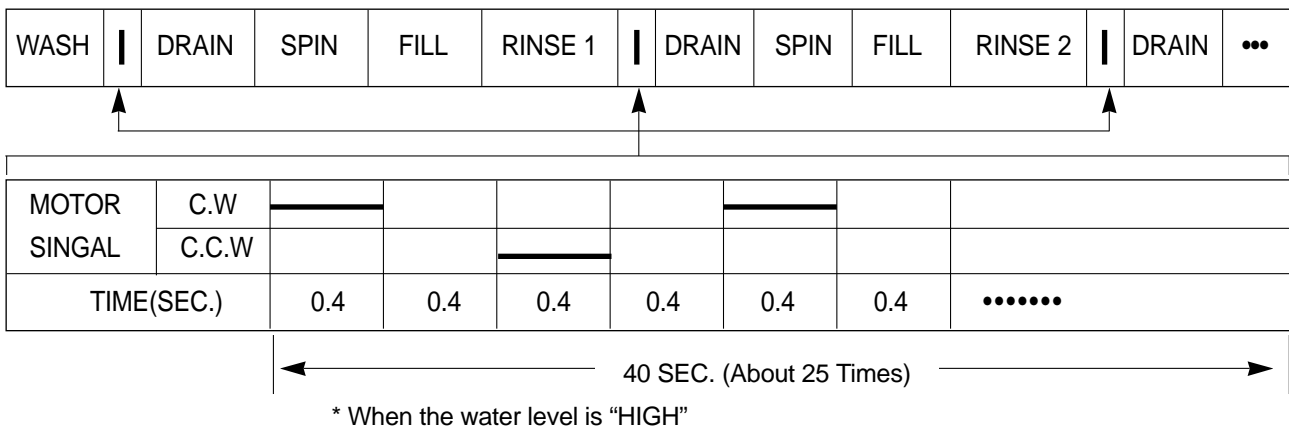 WASH DRAIN SPIN FILL RINSE 1 DRAIN SPIN FILL RINSE 2 DRAIN •••
MOTOR C.W
SINGAL C.C.W
TIME(SEC.) 0.4 0.4 0.4 0.4 0.4 0.4 •••••••
40 SEC. (About 25 Times)
* When the water level is “HIGH”